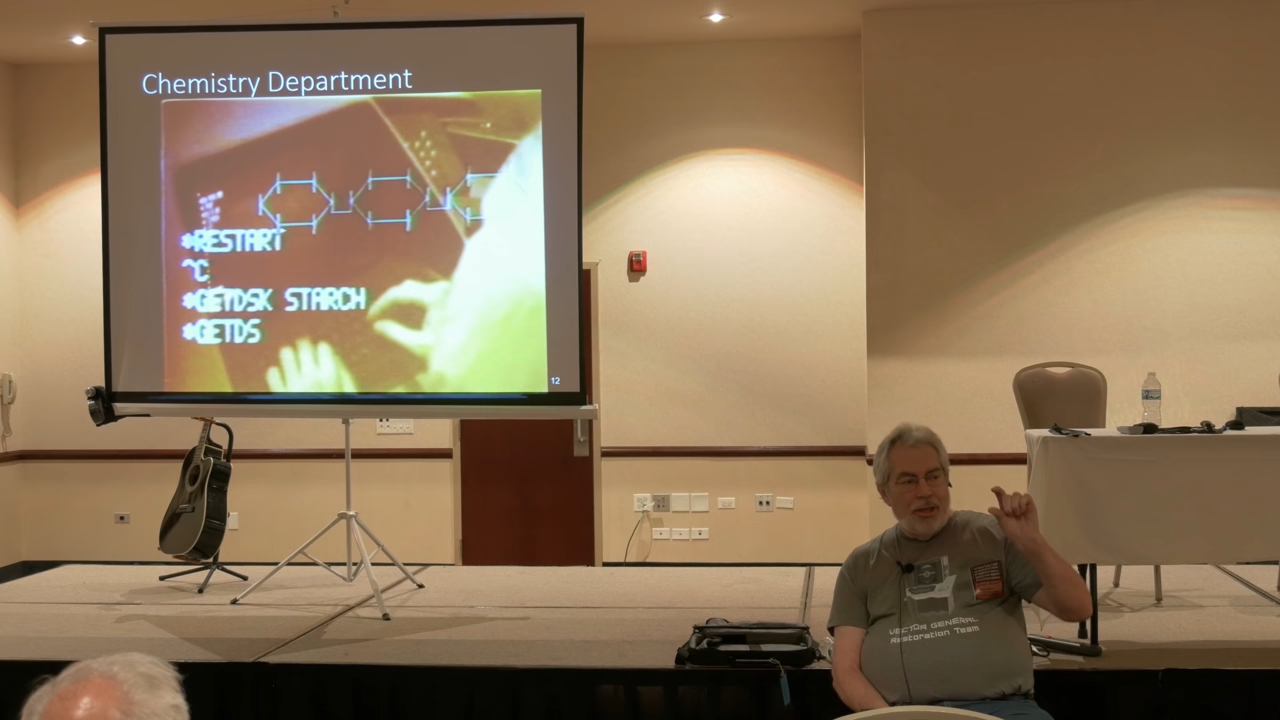 Chemistry Department
*RESTART
^C
*GETDSK STARCH
*GETDS
12
VECTOR GENERAL
Restoration Team